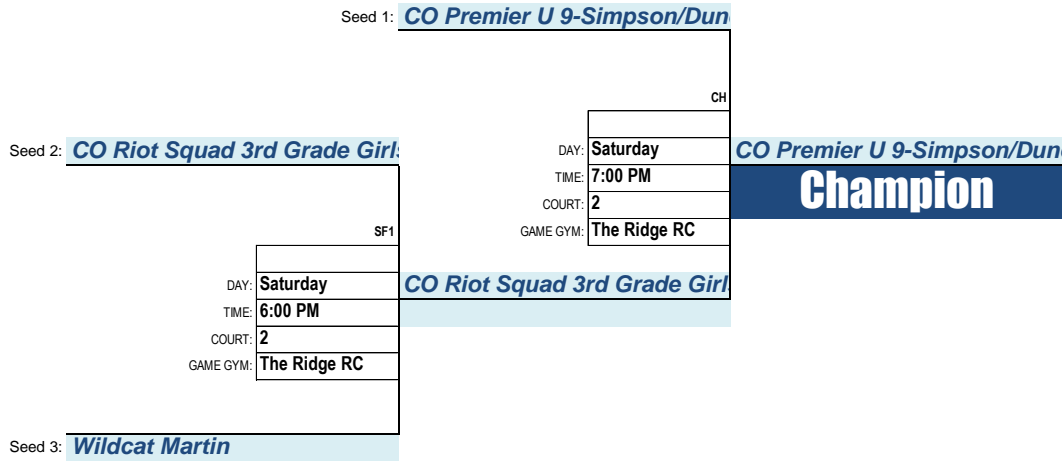 Seed 1: CO Premier U 9-Simpson/Dun
CH
Seed 2: CO Riot Squad 3rd Grade Girl
DAY: Saturday
CO Premier U 9-Simpson/Dun
TIME: 7:00 PM
Champion
COURT: 2
SF1
GAME GYM: The Ridge RC
DAY: Saturday
CO Riot Squad 3rd Grade Girl
TIME: 6:00 PM
COURT: 2
GAME GYM: The Ridge RC
Seed 3: Wildcat Martin